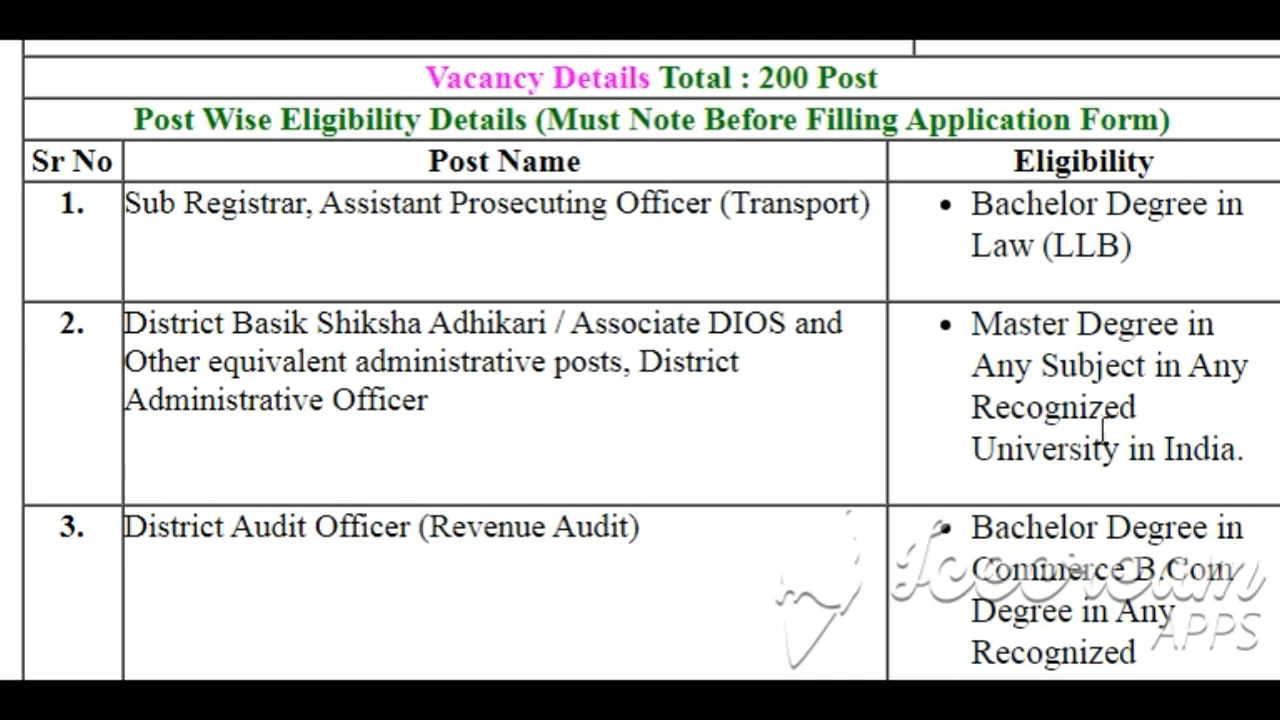 Vacancy Details Total : 200 Post
Post Wise Eligibility Details (Must Note Before Filling Application Form)
Sr No Post Name Eligibility
1. Sub Registrar, Assistant Prosecuting Officer (Transport)
• Bachelor Degree in
Law (LLB)
2. District Basik Shiksha Adhikari / Associate DIOS and
Other equivalent administrative posts, District
Administrative Officer
• Master Degree in
Any Subject in Any
Recognized
University in India.
3. District Audit Officer (Revenue Audit)
• Bachelor Degree in
Commerce B.Com
Degree in Any
Recognized
Icecream
APPS